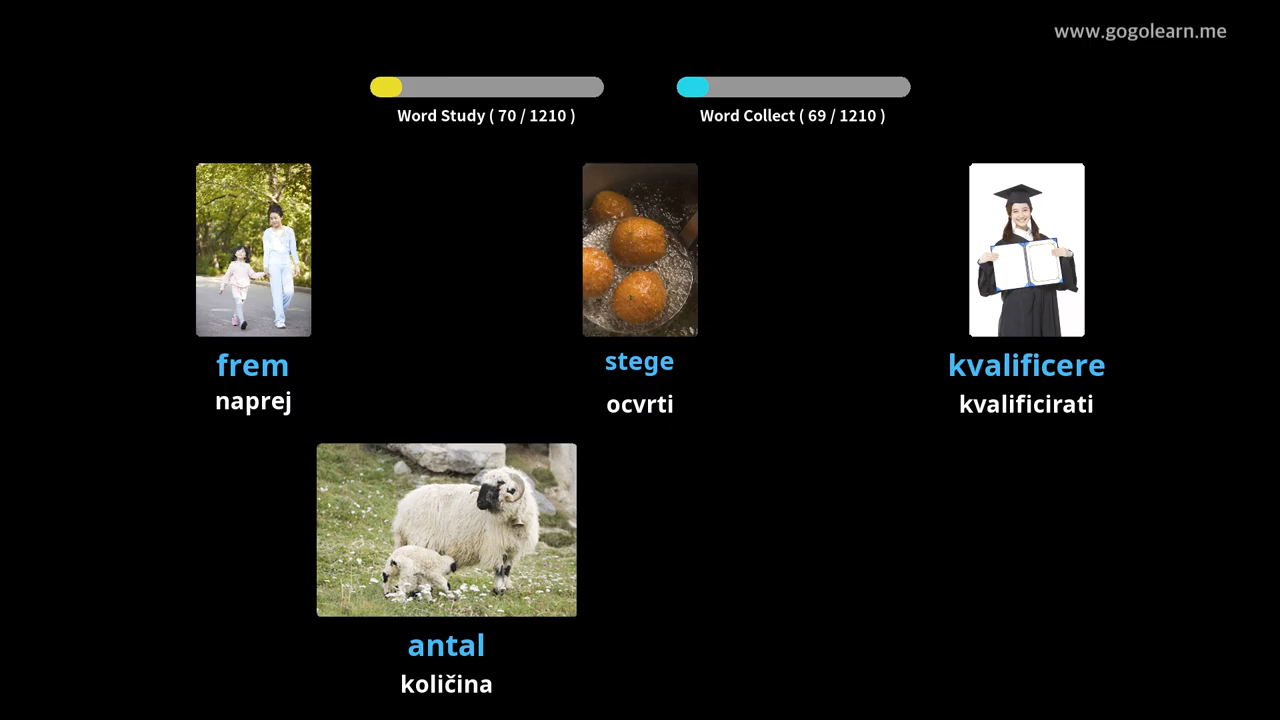 www.gogolearn.me
Word Study ( 70 / 1210 )
Word Collect ( 69 / 1210 )
frem
naprej
stege
ocvrti
kvalificere
kvalificirati
antal
količina